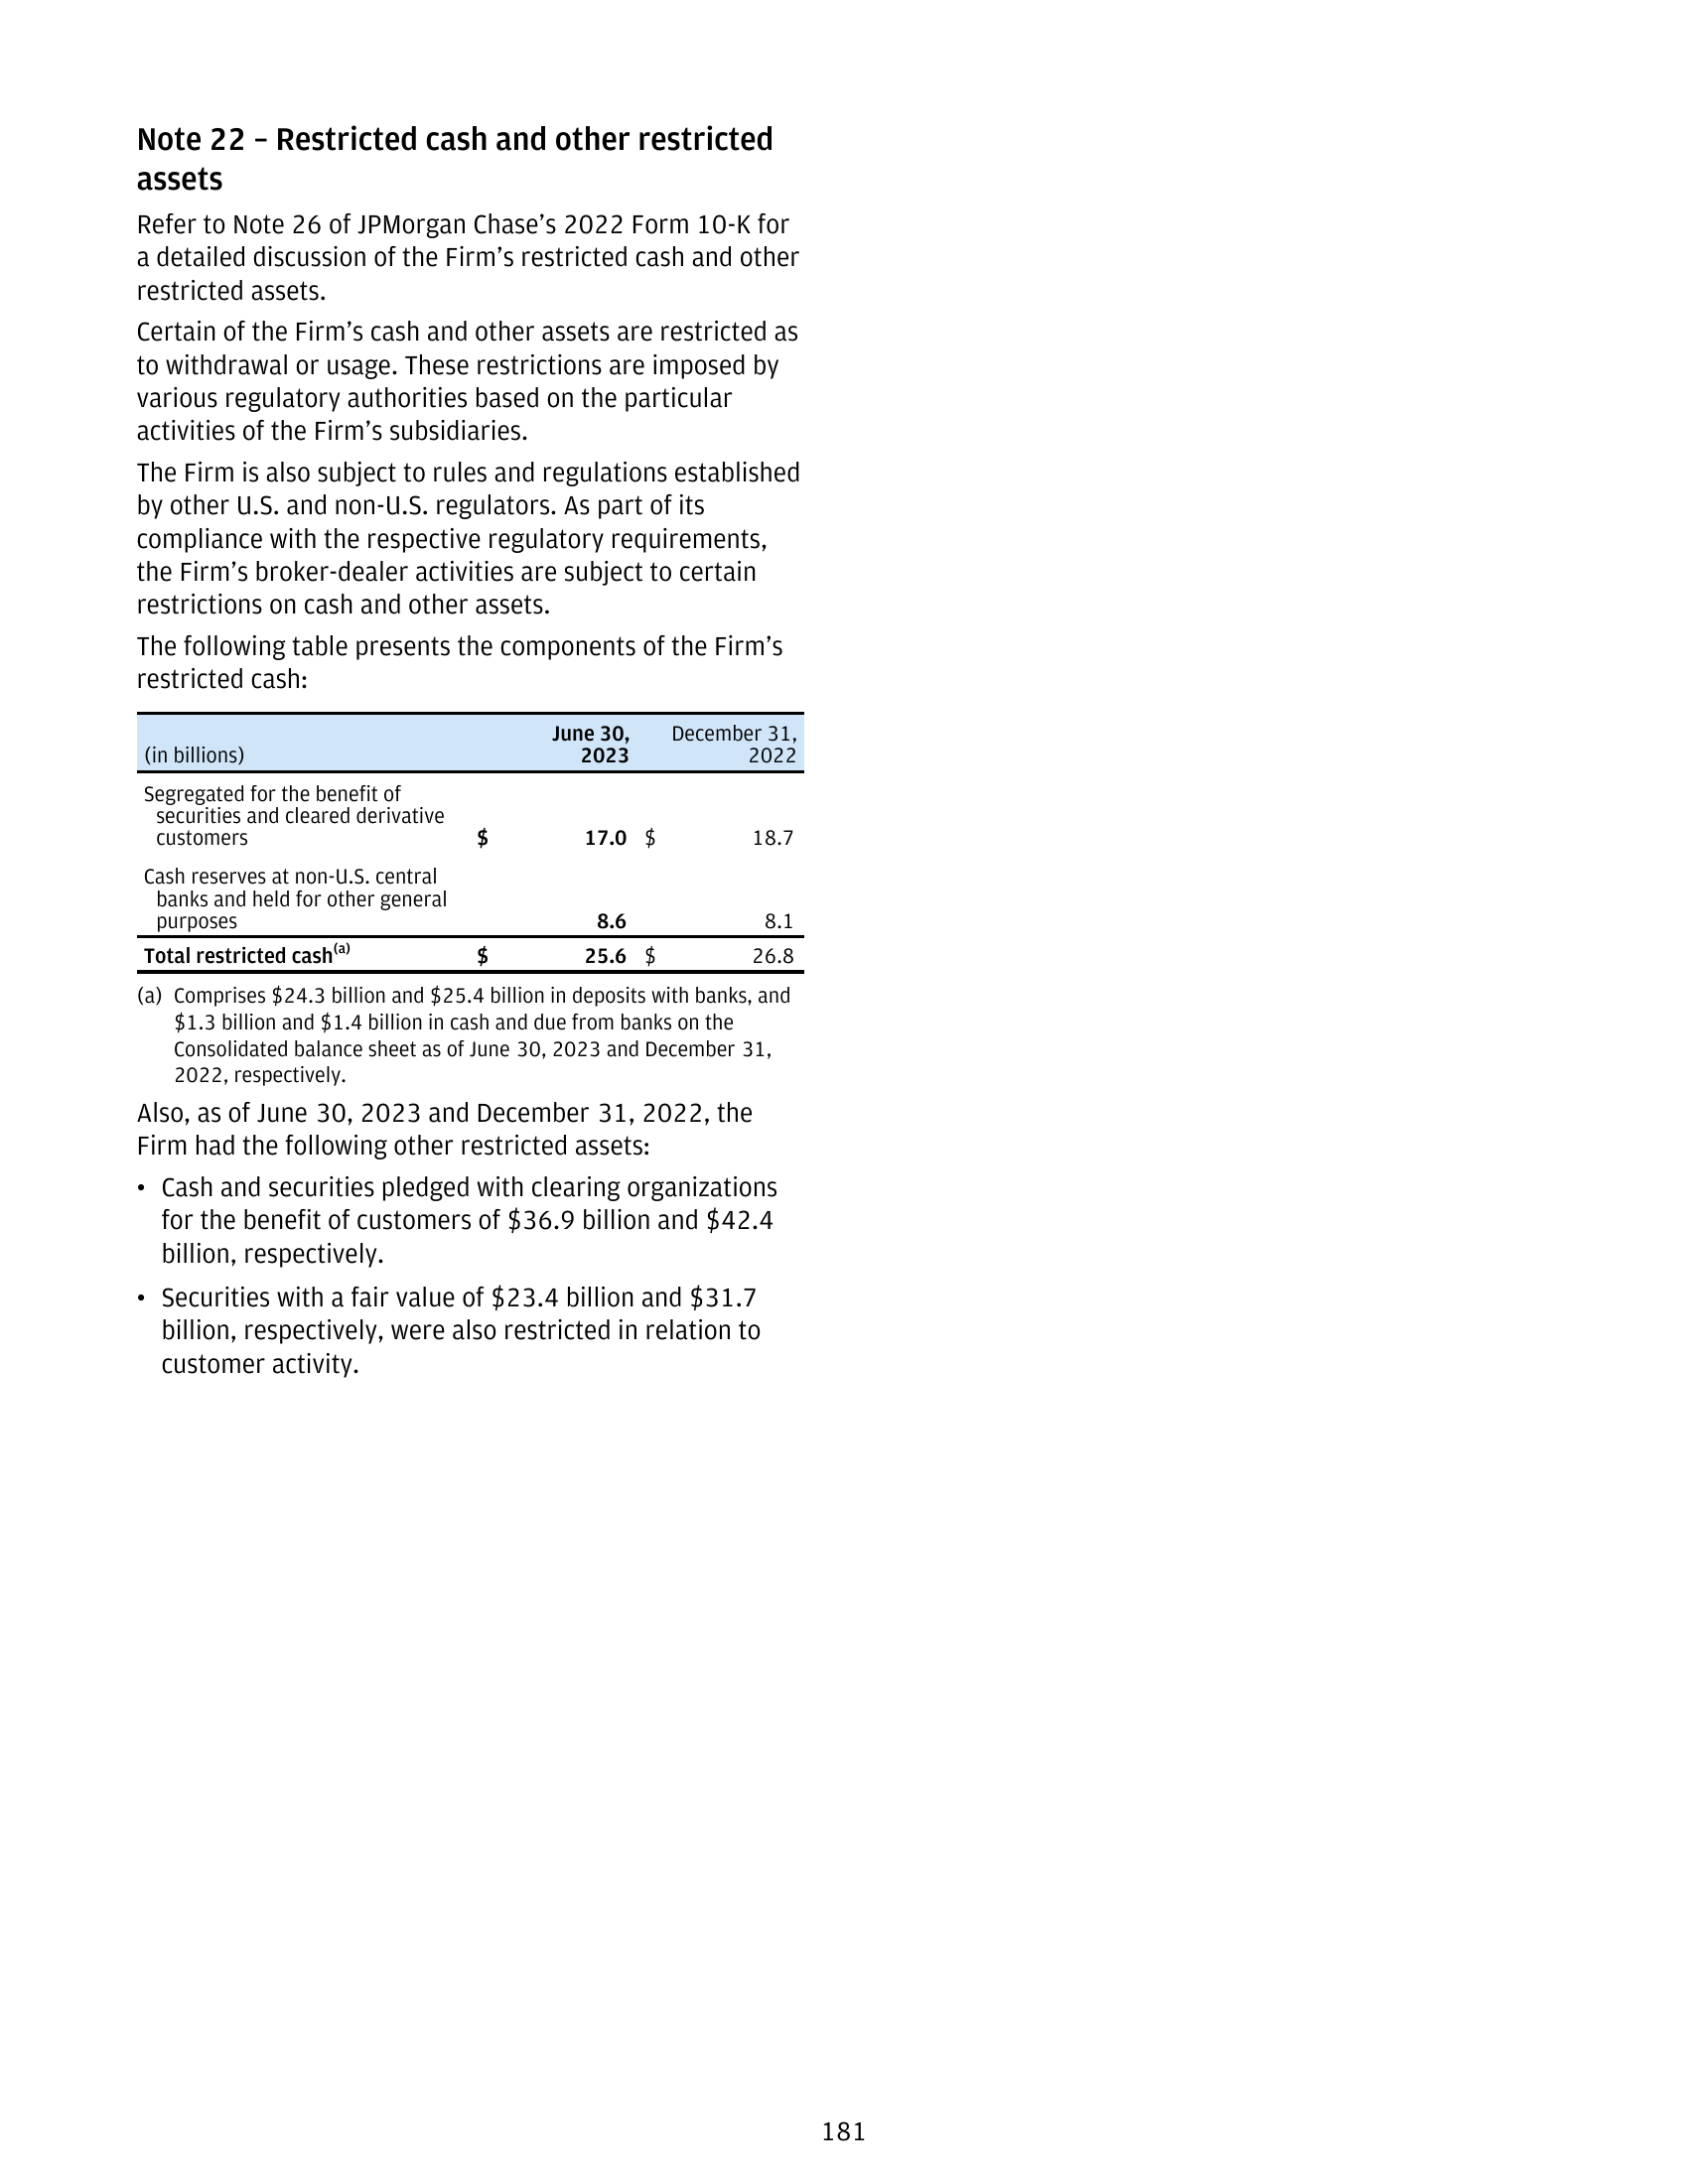 Note 22 – Restricted cash and other restricted
assets
Refer to Note 26 of JPMorgan Chase’s 2022 Form 10-K for
a detailed discussion of the Firm’s restricted cash and other
restricted assets.
Certain of the Firm’s cash and other assets are restricted as
to withdrawal or usage. These restrictions are imposed by
various regulatory authorities based on the particular
activities of the Firm’s subsidiaries.
The Firm is also subject to rules and regulations established
by other U.S. and non-U.S. regulators. As part of its
compliance with the respective regulatory requirements,
the Firm’s broker-dealer activities are subject to certain
restrictions on cash and other assets.
The following table presents the components of the Firm’s
restricted cash:
June 30, December 31,
(in billions) 2023 2022
Segregated for the benefit of
securities and cleared derivative
customers $ 17.0 $ 18.7
Cash reserves at non-U.S. central
banks and held for other general
purposes 8.6 8.1
Total restricted cash(a) $ 25.6 $ 26.8
(a) Comprises $24.3 billion and $25.4 billion in deposits with banks, and
$1.3 billion and $1.4 billion in cash and due from banks on the
Consolidated balance sheet as of June 30, 2023 and December 31,
2022, respectively.
Also, as of June 30, 2023 and December 31, 2022, the
Firm had the following other restricted assets:
• Cash and securities pledged with clearing organizations
for the benefit of customers of $36.9 billion and $42.4
billion, respectively.
• Securities with a fair value of $23.4 billion and $31.7
billion, respectively, were also restricted in relation to
customer activity.
181